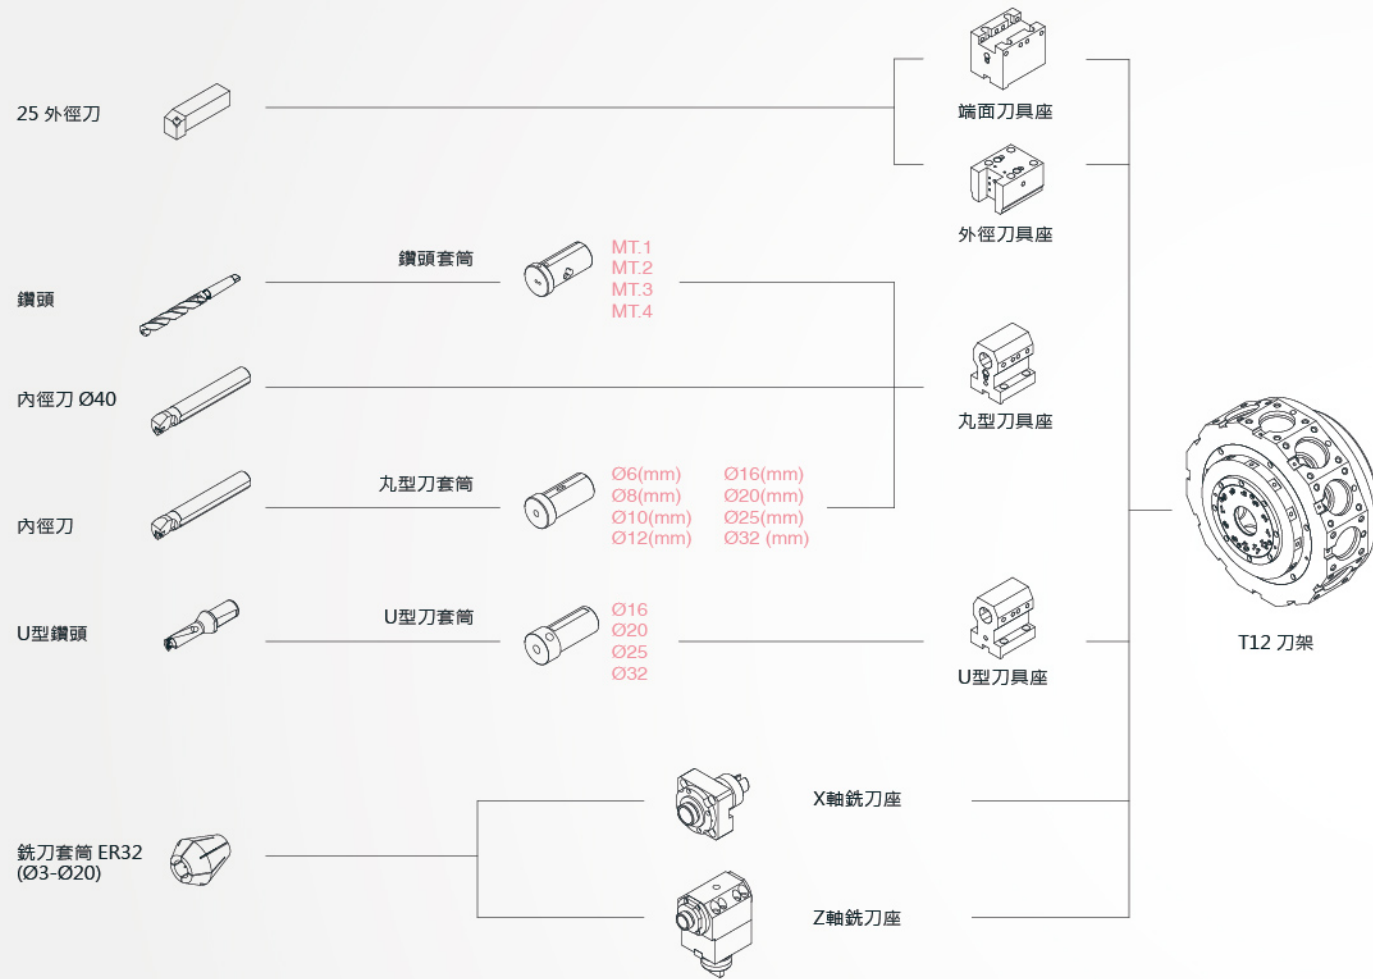 端面刀具座
25 外徑刀
外徑刀具座
鑽頭套筒
MT.1
MT.2
MT.3
MT.4
鑽頭
內徑刀 Ø40
丸型刀具座
丸型刀套筒
Ø6(mm) Ø16(mm)
Ø8(mm) Ø20(mm)
Ø10(mm) Ø25(mm)
Ø12(mm) Ø32 (mm)
內徑刀
U型鑽頭
U型刀套筒
Ø16
Ø20
Ø25
Ø32
U型刀具座
T12 刀架
X軸銑刀座
銑刀套筒 ER32
(Ø3-Ø20)
Z軸銑刀座